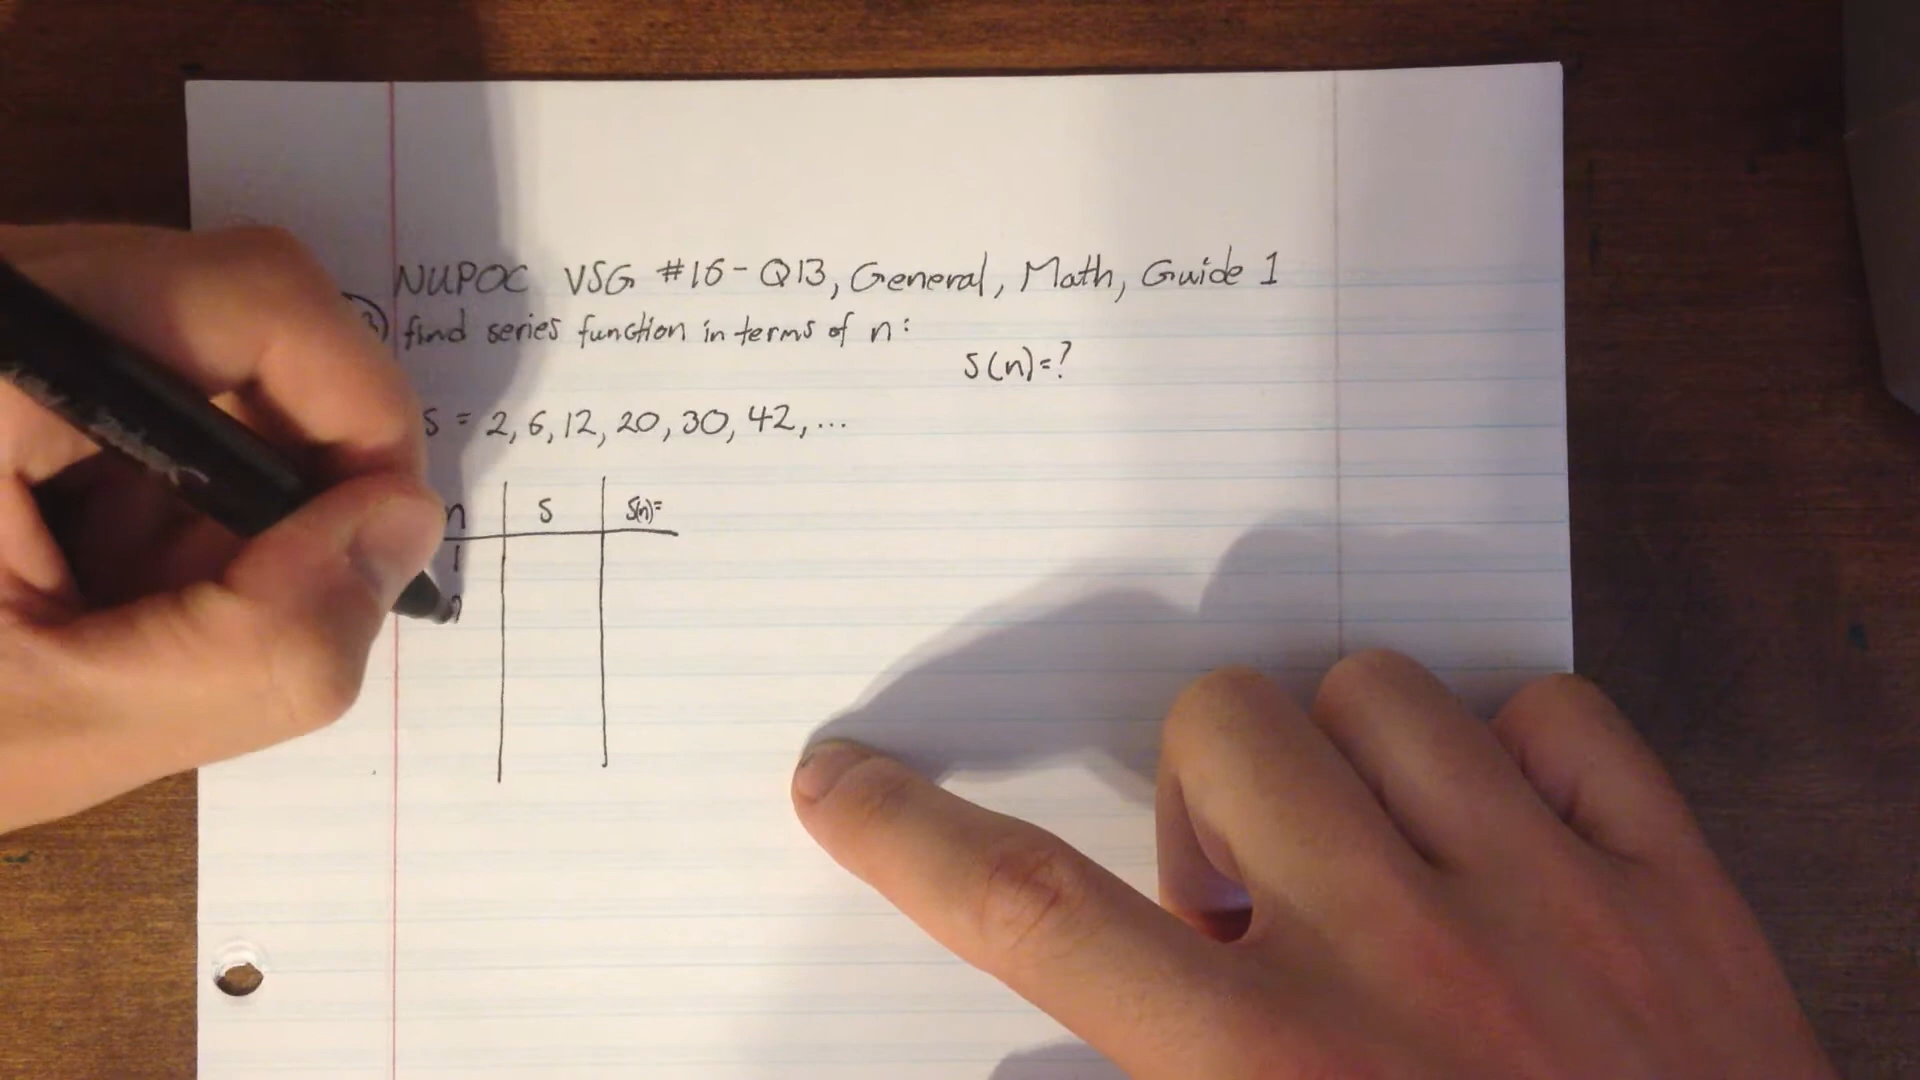 NUPOC VSG #16-Q13, General, Math, Guide 1
find series function in terms of n:
S(n)=?
S = 2, 6, 12, 20, 30, 42, ...
n S S(n)=
1
2